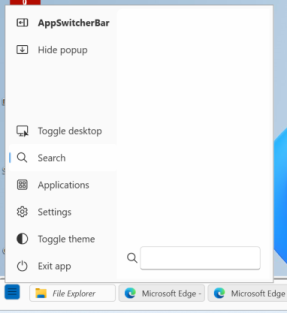 AppSwitcherBar
Hide popup
Toggle desktop
Search
Applications
Settings
Toggle theme
Exit app
File Explorer
Microsoft Edge -
Microsoft Edge